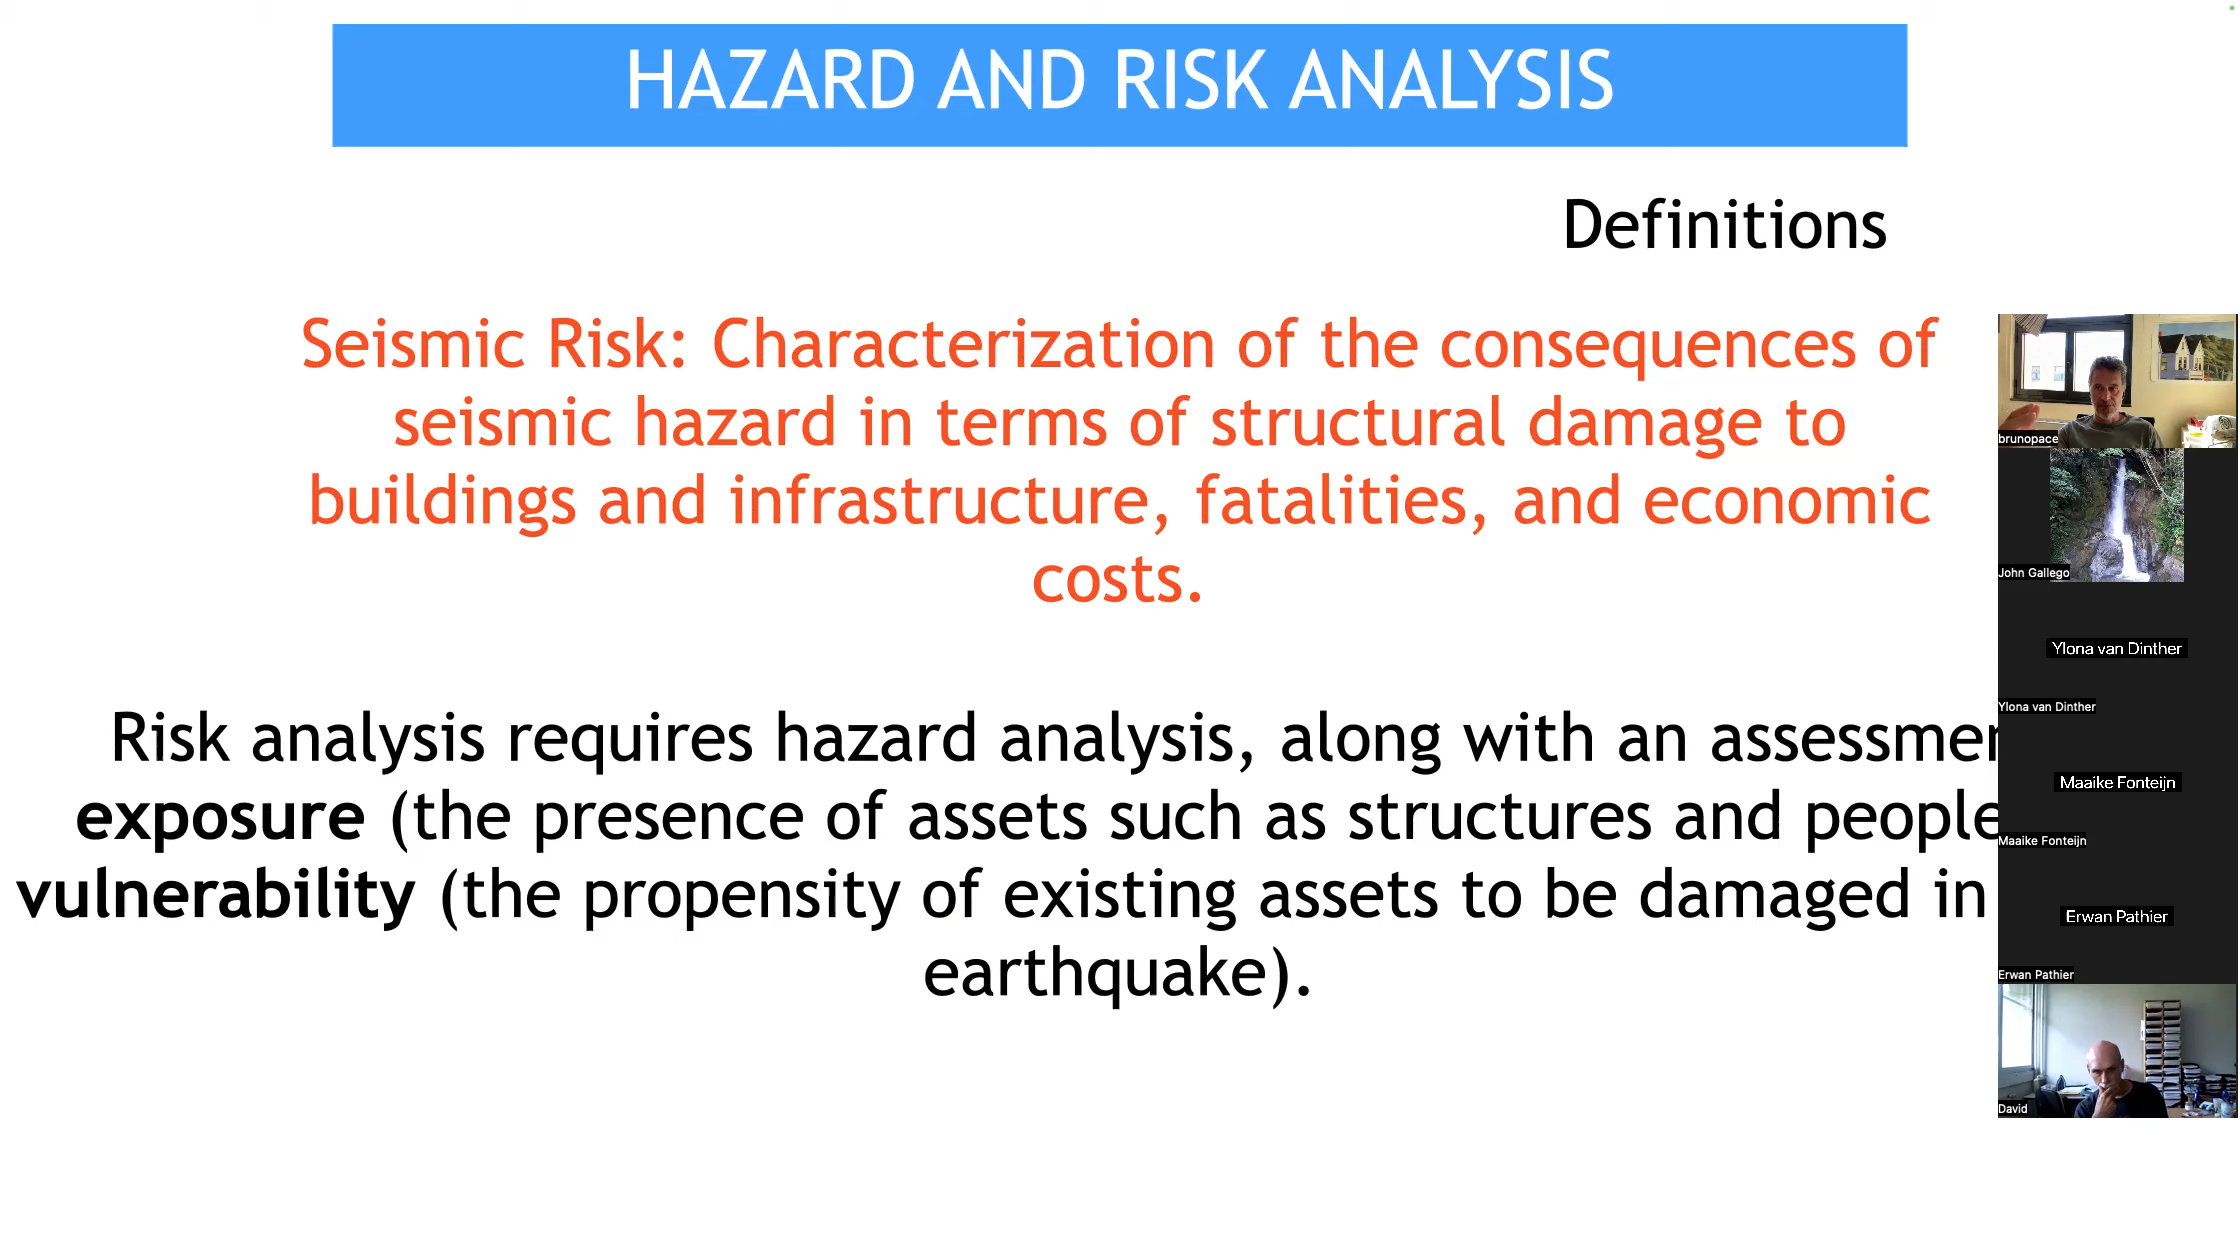 HAZARD AND RISK ANALYSIS
Definitions
Seismic Risk: Characterization of the consequences of
seismic hazard in terms of structural damage to
buildings and infrastructure, fatalities, and economic
costs.
Risk analysis requires hazard analysis, along with an
exposure (the presence of assets such as structures and people
vulnerability (the propensity of existing assets to be damaged in
earthquake).
brunopace
John Gallego
Ylona van Dinther
Ylona van Dinther
Maaike Fonteijn
Maaike Fonteijn
Erwan Pathier
Erwan Pathier
David